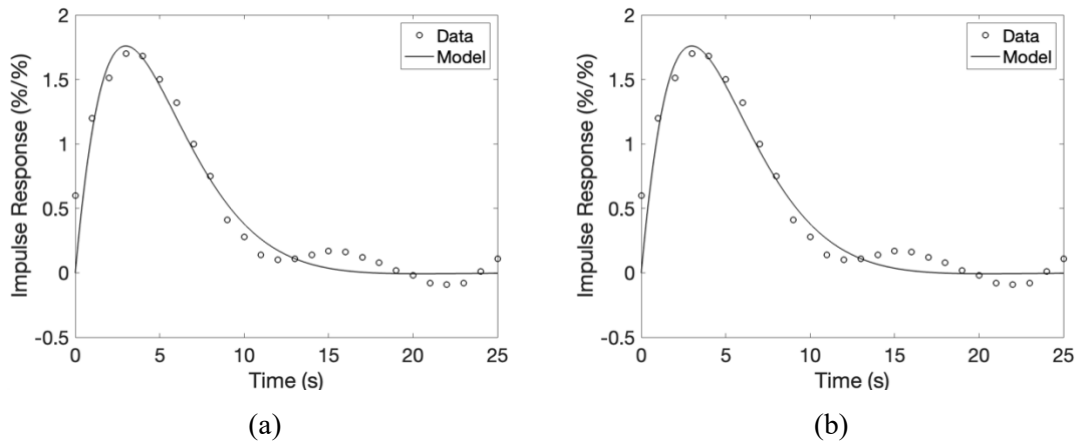 2
1.5
1
0.5
0
-0.5
Impulse Response (%/%)
0 5 10 15 20 25
Time (s)
Data
Model
(a)
2
1.5
1
0.5
0
-0.5
Impulse Response (%/%)
0 5 10 15 20 25
Time (s)
Data
Model
(b)